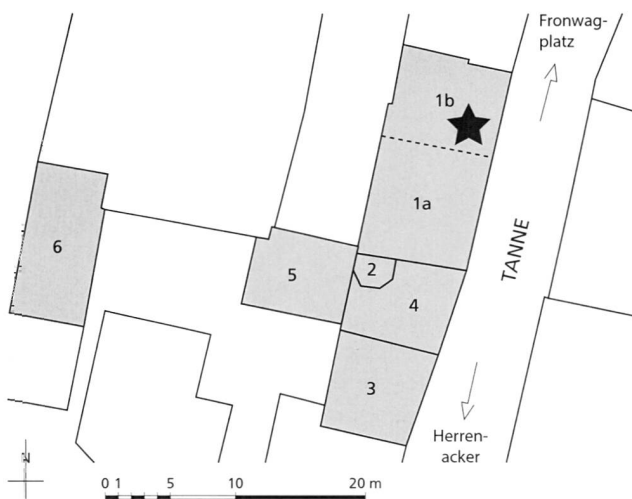 Fronwag-
platz
1b
1a
TANNE
6
5
2
4
3
Herren-
acker
N
0 1 5 10 20 m